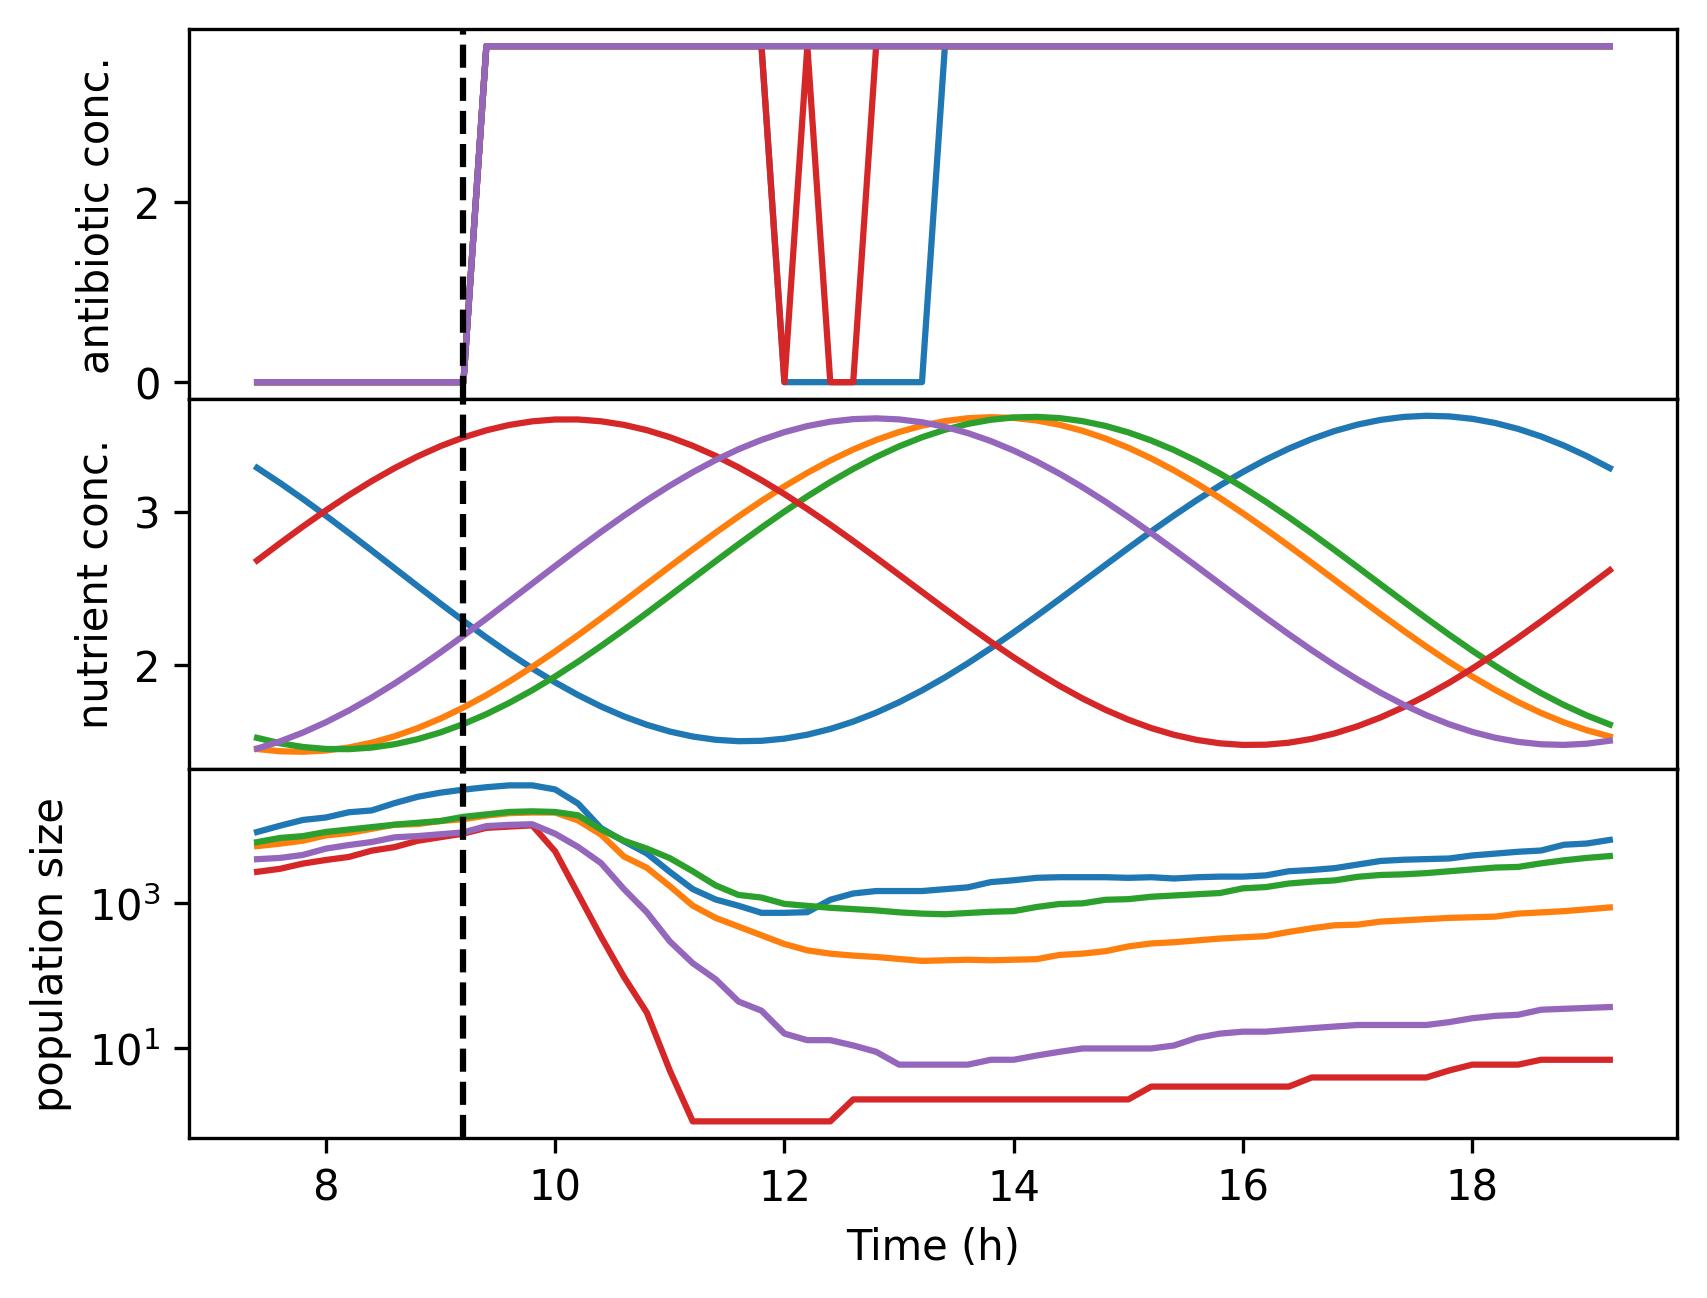 antibiotic conc.
2
0
nutrient conc.
3
2
population size
10³
10¹
8 10 12 14 16 18
Time (h)